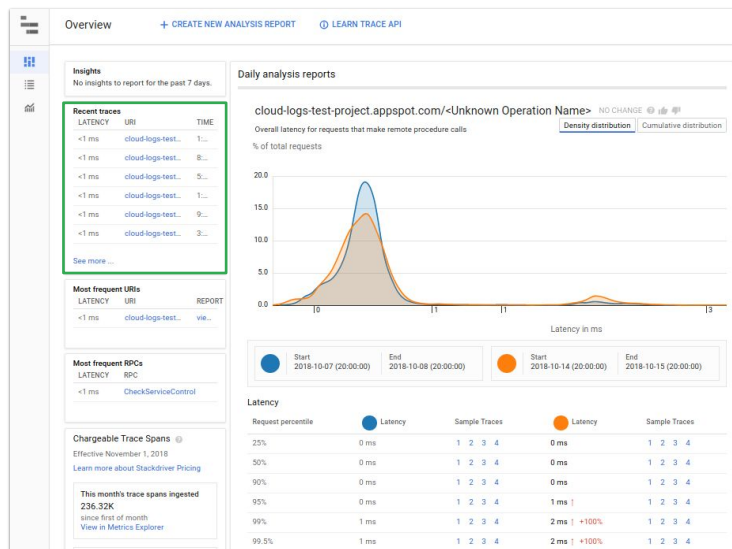 Overview
+ CREATE NEW ANALYSIS REPORT
LEARN TRACE API
Insights
No insights to report for the past 7 days.
Recent traces
LATENCY URI TIME
<1 ms cloud-logs-test... 1:...
<1 ms cloud-logs-test... 8:...
<1 ms cloud-logs-test... 5:...
<1 ms cloud-logs-test... 1:...
<1 ms cloud-logs-test... 9:...
<1 ms cloud-logs-test... 3:...
See more ...
Most frequent URIs
LATENCY URI REPORT
<1 ms cloud-logs-test... vie...
Most frequent RPCs
LATENCY RPC
<1 ms CheckServiceControl
Chargeable Trace Spans
Effective November 1, 2018
Learn more about Stackdriver Pricing
This month's trace spans ingested
236.32K
since first of month
View in Metrics Explorer
Daily analysis reports
cloud-logs-test-project.appspot.com/<Unknown Operation Name> NO CHANGE
Overall latency for requests that make remote procedure calls
Density distribution Cumulative distribution
% of total requests
20.0
15.0
10.0
5.0
0.0
0 1 1 3
Latency in ms
Start End
2018-10-07 (20:00:00) 2018-10-08 (20:00:00)
Start End
2018-10-14 (20:00:00) 2018-10-15 (20:00:00)
Latency
Request percentile Latency Sample Traces Latency Sample Traces
25% 0 ms 1 2 3 4 0 ms 1 2 3 4
50% 0 ms 1 2 3 4 0 ms 1 2 3 4
90% 0 ms 1 2 3 4 0 ms 1 2 3 4
95% 0 ms 1 2 3 4 1 ms ↑ 1 2 3 4
99% 1 ms 1 2 3 4 2 ms ↑ +100% 1 2 3 4
99.5% 1 ms 1 2 3 4 2 ms ↑ +100% 1 2 3 4